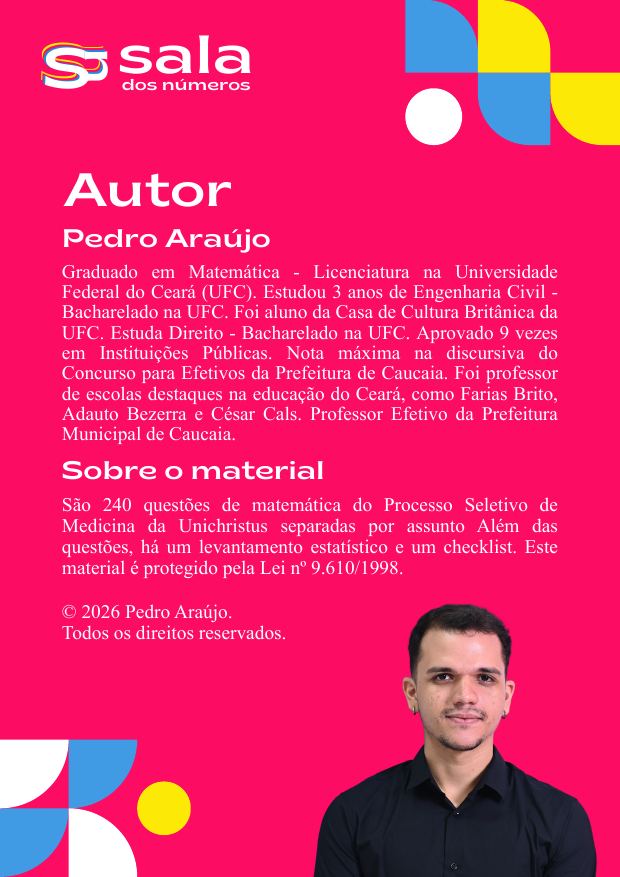 sala
dos números
Autor
Pedro Araújo
Graduado em Matemática - Licenciatura na Universidade
Federal do Ceará (UFC). Estudou 3 anos de Engenharia Civil -
Bacharelado na UFC. Foi aluno da Casa de Cultura Britânica da
UFC. Estuda Direito - Bacharelado na UFC. Aprovado 9 vezes
em Instituições Públicas. Nota máxima na discursiva do
Concurso para Efetivos da Prefeitura de Caucaia. Foi professor
de escolas destaques na educação do Ceará, como Farias Brito,
Adauto Bezerra e César Cals. Professor Efetivo da Prefeitura
Municipal de Caucaia.
Sobre o material
São 240 questões de matemática do Processo Seletivo de
Medicina da Unichristus separadas por assunto Além das
questões, há um levantamento estatístico e um checklist. Este
material é protegido pela Lei nº 9.610/1998.
© 2026 Pedro Araújo.
Todos os direitos reservados.